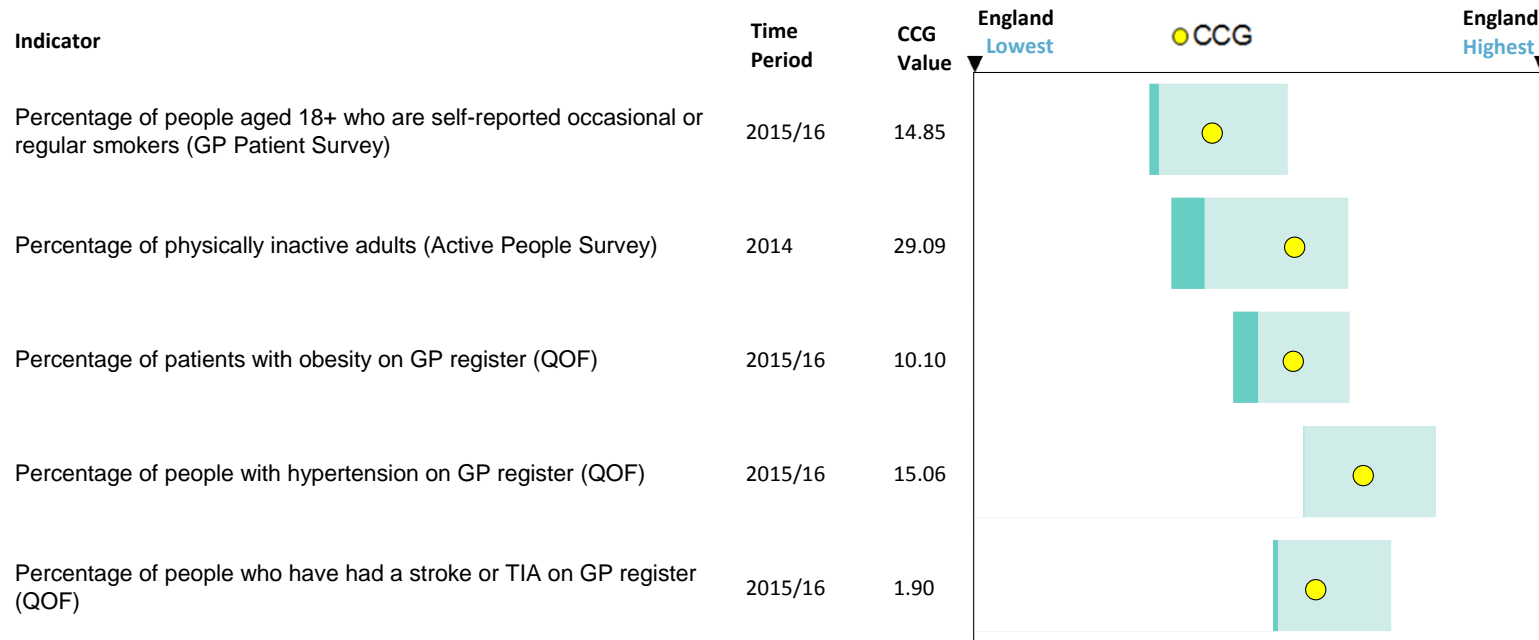 Indicator
Time
Period
CCG
Value
England
Lowest
CCG
England
Highest
Percentage of people aged 18+ who are self-reported occasional or
regular smokers (GP Patient Survey)
2015/16
14.85
Percentage of physically inactive adults (Active People Survey)
2014
29.09
Percentage of patients with obesity on GP register (QOF)
2015/16
10.10
Percentage of people with hypertension on GP register (QOF)
2015/16
15.06
Percentage of people who have had a stroke or TIA on GP register
(QOF)
2015/16
1.90